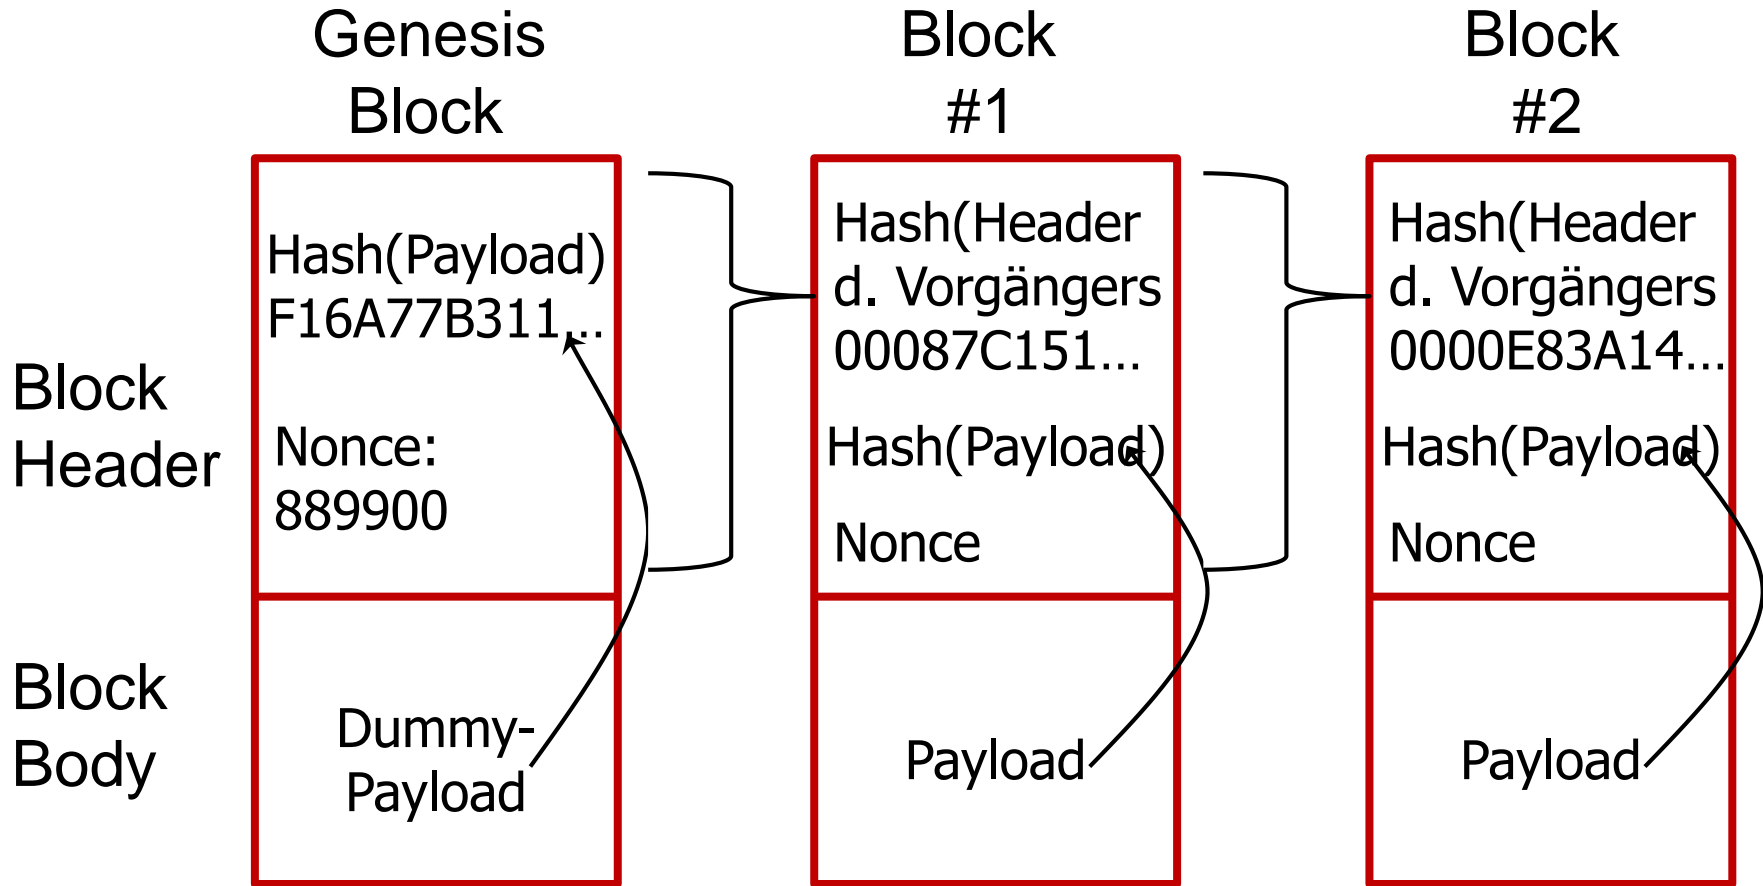 Genesis
Block
Block
#1
Block
#2
Block
Header
Hash(Payload)
F16A77B311...
Nonce:
889900
Hash(Header
d. Vorgängers
00087C151...
Hash(Payload)
Nonce
Hash(Header
d. Vorgängers
0000E83A14...
Hash(Payload)
Nonce
Block
Body
Dummy-
Payload
Payload
Payload